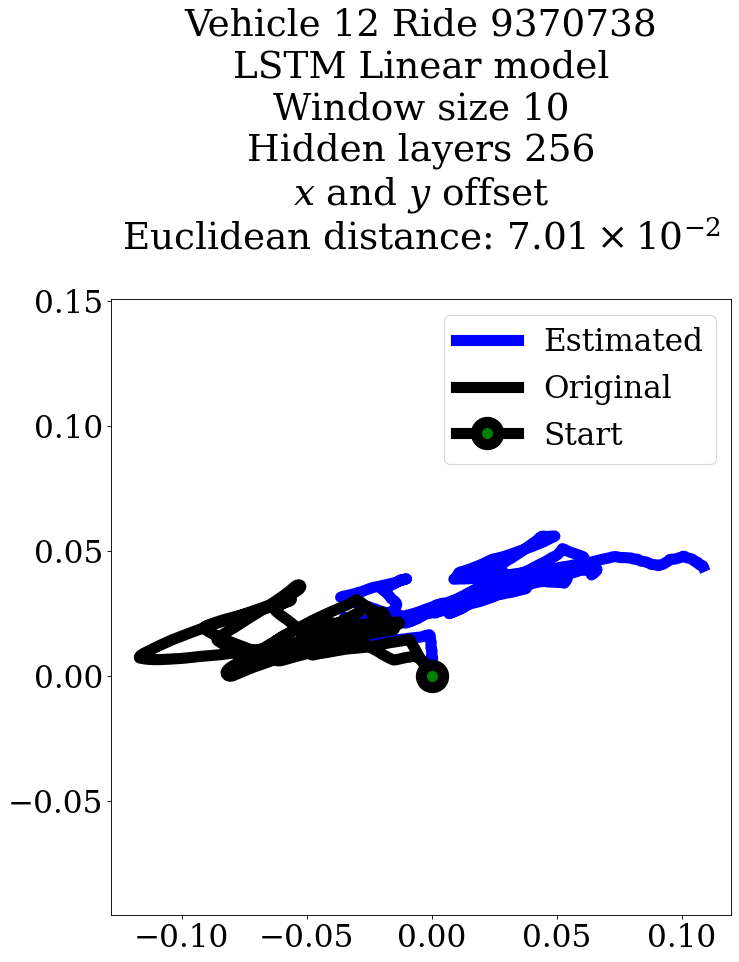 Vehicle 12 Ride 9370738
LSTM Linear model
Window size 10
Hidden layers 256
x and y offset
Euclidean distance: 7.01 × 10⁻²
0.15
Estimated
Original
Start
0.10
0.05
0.00
−0.05
−0.10 −0.05 0.00 0.05 0.10